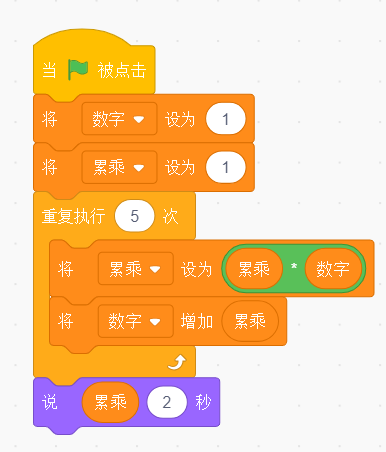 当 被点击
将 数字 设为 1
将 累乘 设为 1
重复执行 5 次
将 累乘 设为 累乘 * 数字
将 数字 增加 累乘
说 累乘 2 秒